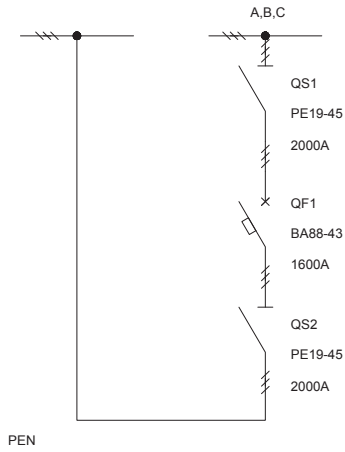 A,B,C
QS1
PE19-45
2000A
QF1
BA88-43
1600A
QS2
PE19-45
2000A
PEN